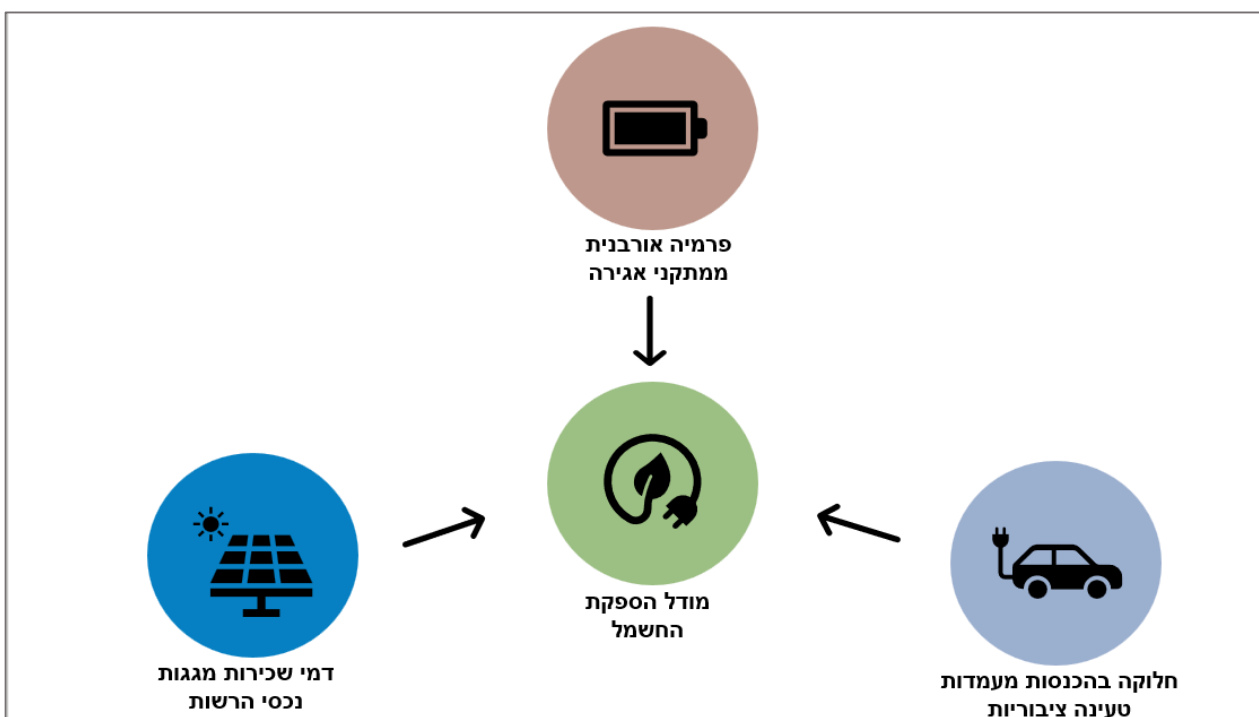 פרמיה אורבנית
ממתקני אגירה
מודל הספקת
החשמל
דמי שכירות מגגות
נכסי הרשות
חלוקה בהכנסות מעמדות
טעינה ציבוריות